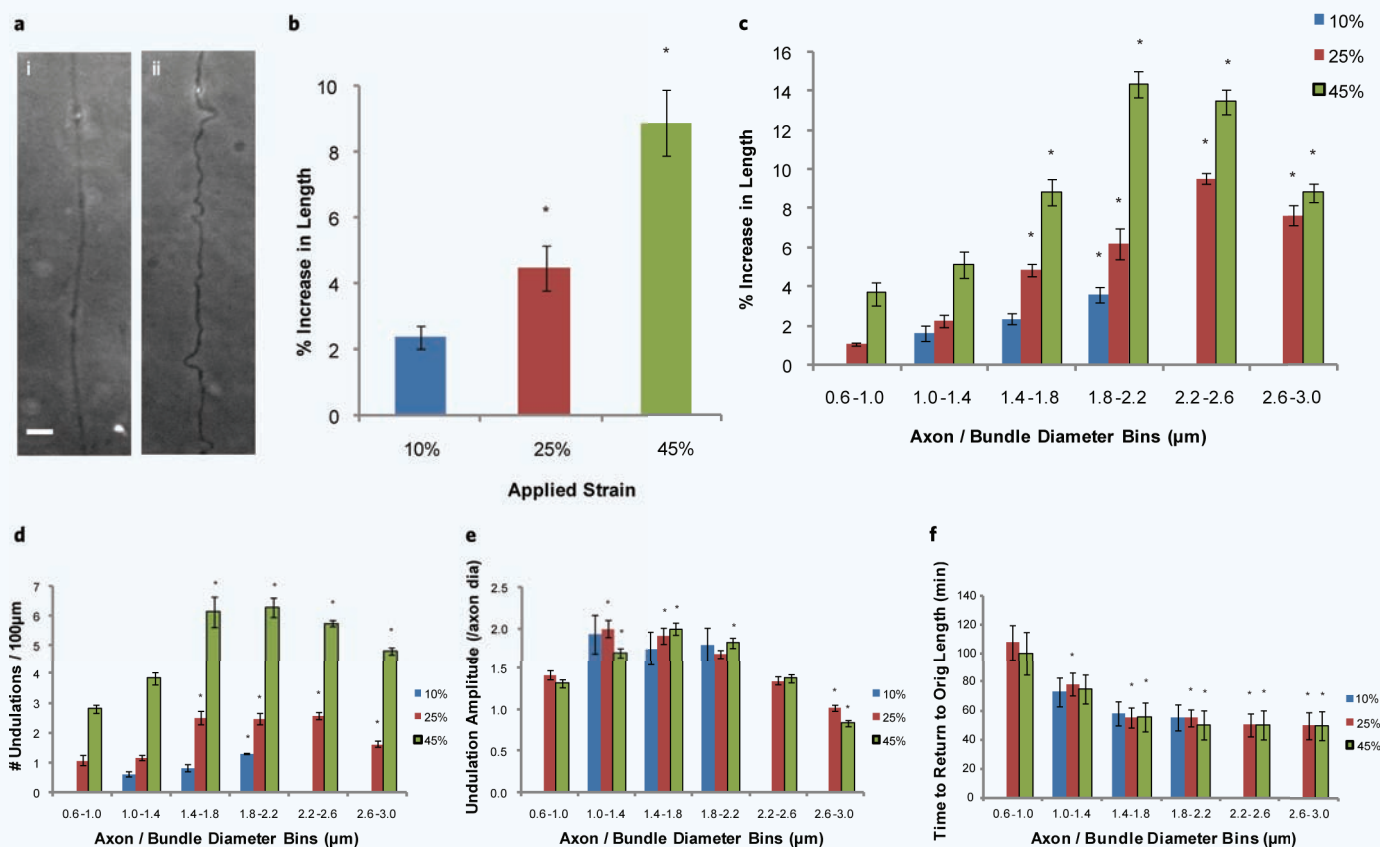 a
i
ii
b
% Increase in Length
10
8
6
4
2
0
*
*
10%
25%
45%
Applied Strain
c
10%
25%
45%
% Increase in Length
16
14
12
10
8
6
4
2
0
* * * * * * * * *
0.6-1.0 1.0-1.4 1.4-1.8 1.8-2.2 2.2-2.6 2.6-3.0
Axon / Bundle Diameter Bins (µm)
d
# Undulations / 100µm
7
6
5
4
3
2
1
0
* * * * * * * * *
10%
25%
45%
0.6-1.0 1.0-1.4 1.4-1.8 1.8-2.2 2.2-2.6 2.6-3.0
Axon / Bundle Diameter Bins (µm)
e
Undulation Amplitude (/axon dia)
2.5
2.0
1.5
1.0
0.5
0.0
* * * * * * *
10%
25%
45%
0.6-1.0 1.0-1.4 1.4-1.8 1.8-2.2 2.2-2.6 2.6-3.0
Axon / Bundle Diameter Bins (µm)
f
Time to Return to Orig Length (min)
140
120
100
80
60
40
20
0
* * * * * * * * *
10%
25%
45%
0.6-1.0 1.0-1.4 1.4-1.8 1.8-2.2 2.2-2.6 2.6-3.0
Axon / Bundle Diameter Bins (µm)